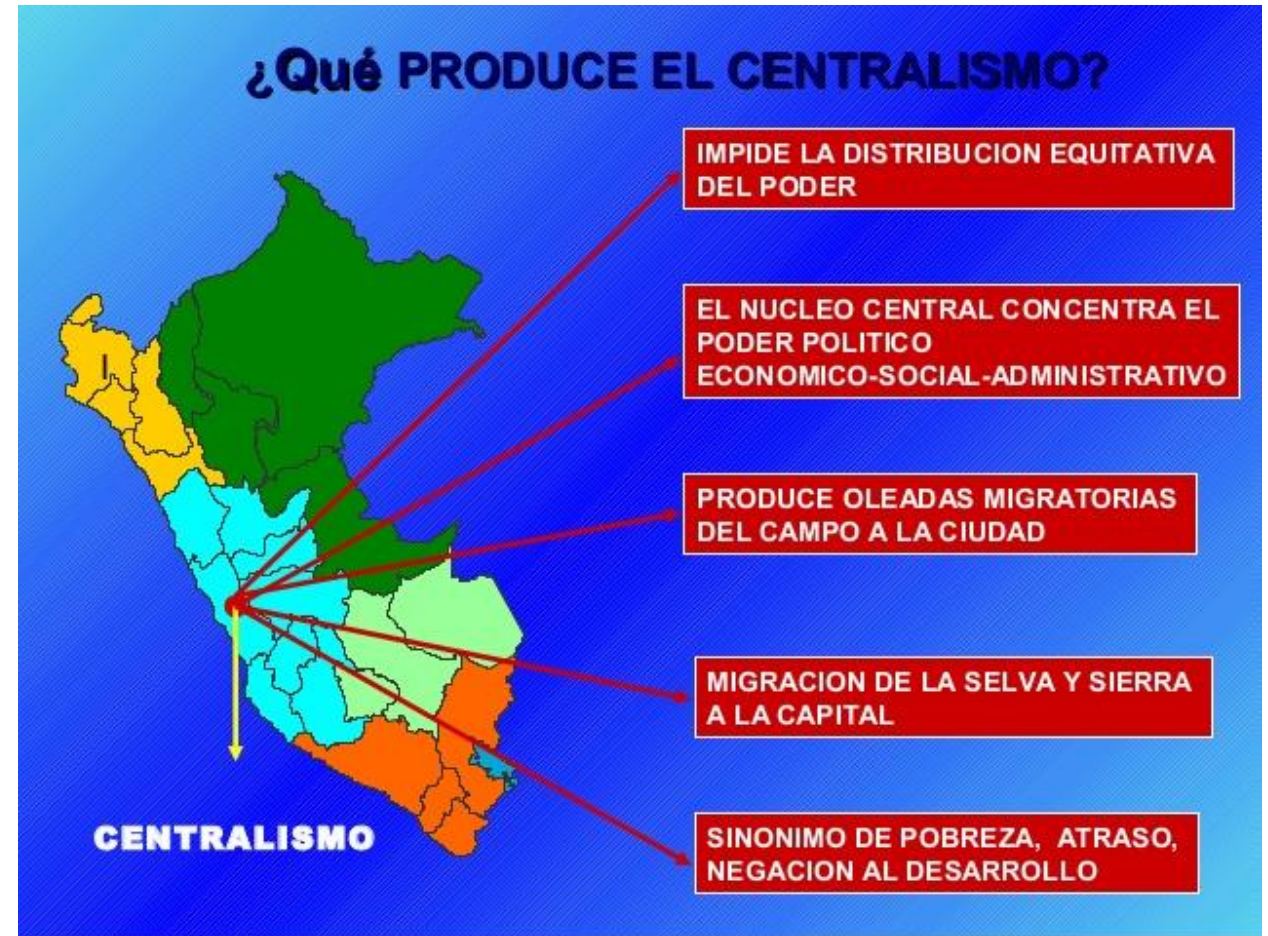 ¿Qué PRODUCE EL CENTRALISMO?
IMPIDE LA DISTRIBUCION EQUITATIVA
DEL PODER
EL NUCLEO CENTRAL CONCENTRA EL
PODER POLITICO
ECONOMICO-SOCIAL-ADMINISTRATIVO
I
PRODUCE OLEADAS MIGRATORIAS
DEL CAMPO A LA CIUDAD
MIGRACION DE LA SELVA Y SIERRA
A LA CAPITAL
CENTRALISMO
SINONIMO DE POBREZA, ATRASO,
NEGACION AL DESARROLLO